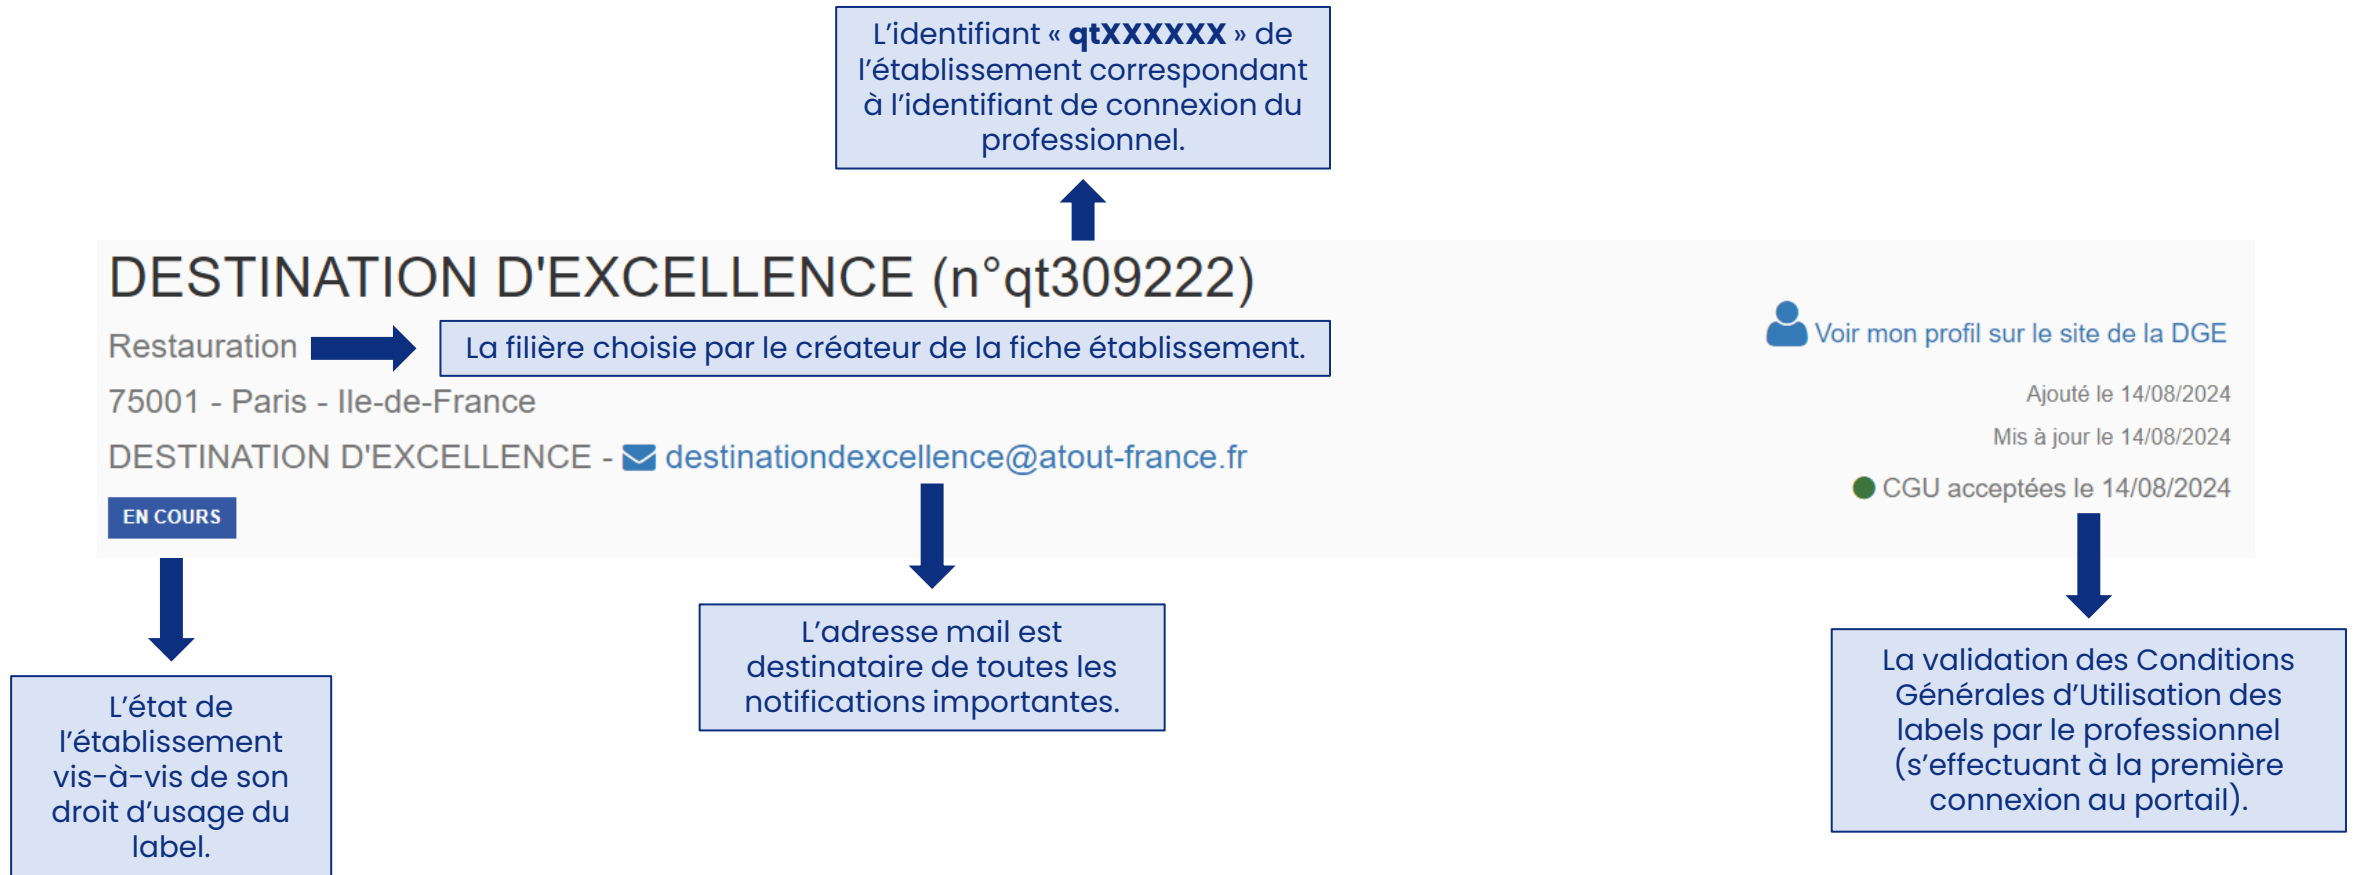 L’identifiant « qtXXXXXX » de
l’établissement correspondant
à l’identifiant de connexion du
professionnel.
DESTINATION D'EXCELLENCE (n°qt309222)
Restauration
La filière choisie par le créateur de la fiche établissement.
Voir mon profil sur le site de la DGE
75001 - Paris - Ile-de-France
Ajouté le 14/08/2024
Mis à jour le 14/08/2024
DESTINATION D'EXCELLENCE - destinationdexcellence@atout-france.fr
CGU acceptées le 14/08/2024
EN COURS
L’adresse mail est
destinataire de toutes les
notifications importantes.
La validation des Conditions
Générales d’Utilisation des
labels par le professionnel
(s’effectuant à la première
connexion au portail).
L’état de
l’établissement
vis-à-vis de son
droit d’usage du
label.